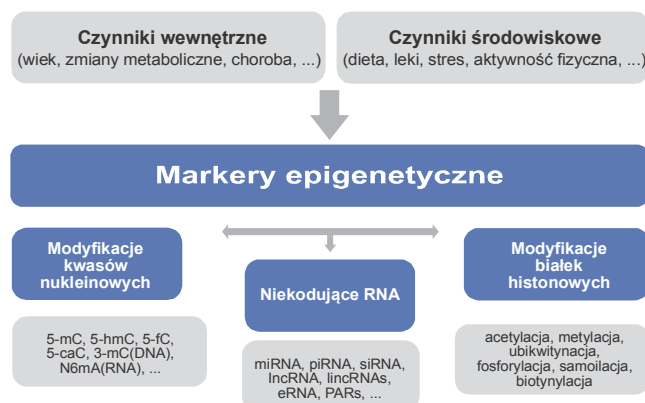 Czynniki wewnętrzne
(wiek, zmiany metaboliczne, choroba, ...)
Czynniki środowiskowe
(dieta, leki, stres, aktywność fizyczna, ...)
Markery epigenetyczne
Modyfikacje
kwasów
nukleinowych
5-mC, 5-hmC, 5-fC,
5-caC, 3-mC(DNA),
N6mA(RNA), ...
Niekodujące RNA
miRNA, piRNA, siRNA,
lncRNA, lincRNAs,
eRNA, PARs, ...
Modyfikacje
białek
histonowych
acetylacja, metylacja,
ubikwitynacja,
fosforylacja, samoilacja,
biotynylacja